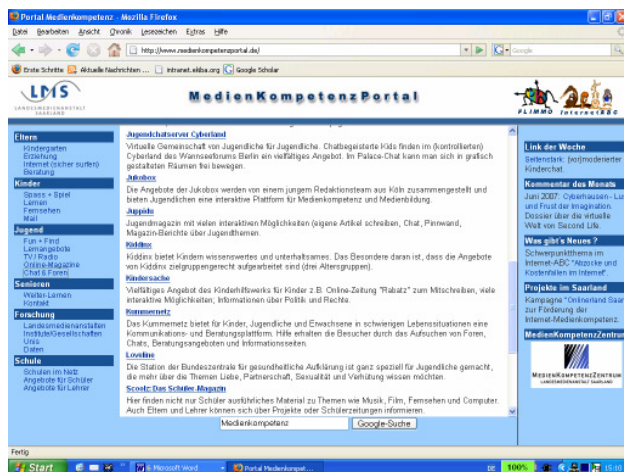 Portal Medienkompetenz - Mozilla Firefox
Datei Bearbeiten Ansicht Chronik Lesezeichen Extras Hilfe
http://www.medienkompetenzportal.de/
Google
Erste Schritte Aktuelle Nachrichten ... intranet.ekiba.org Google Scholar
LMS
LANDESMEDIENANSTALT
SAARLAND
MedienKompetenzPortal
FLIMMO InternetABC
Eltern
Kindergarten
Erziehung
Internet (sicher surfen)
Beratung
Kinder
Spass + Spiel
Lernen
Fernsehen
Mail
Jugend
Fun + Find
Lernangebote
TV / Radio
Online-Magazine
(Chat & Foren)
Senioren
Weiter-Lernen
Kontakt
Forschung
Landesmedienanstalten
Institute/Gesellschaften
Unis
Daten
Schule
Schulen im Netz
Angebote für Schüler
Angebote für Lehrer
Jugendchatserver Cyberland
Virtuelle Gemeinschaft von Jugendliche für Jugendliche. Chatbegeisterte Kids finden im (kontrollierten)
Cyberland des Wannseeforums Berlin ein vielfältiges Angebot. Im Palace-Chat kann man sich in grafisch
gestalteten Räumen frei bewegen.
Jukobox
Die Angebote der Jukobox werden von einem jungem Redaktionsteam aus Köln zusammengestellt und
bieten Jugendlichen eine interaktive Plattform für Medienkompetenz und Medienbildung.
Juppidu
Jugendmagazin mit vielen interaktiven Möglichkeiten (eigene Artikel schreiben, Chat, Pinnwand,
Magazin-Berichte über Jugendthemen.
Kiddinx
Kiddinx bietet Kindern wissenswertes und unterhaltsames. Das Besondere daran ist, dass die Angebote
von Kiddinx zielgruppengerecht aufgearbeitet sind (drei Altersgruppen).
Kindersache
Vielfältiges Angebot des Kinderhilfswerks für Kinder z.B. Online-Zeitung "Rabatz" zum Mitschreiben, viele
interaktive Möglichkeiten; Informationen über Politik und Rechte.
Kummernetz
Das Kummernetz bietet für Kinder, Jugendliche und Erwachsene in schwierigen Lebenssituationen eine
Kommunikations- und Beratungsplattform. Hilfe erhalten die Besucher durch das Aufsuchen von Foren,
Chats, Beratungsangeboten und Informationsseiten.
Loveline
Die Station der Bundeszentrale für gesundheitliche Aufklärung ist ganz speziell für Jugendliche gemacht,
die mehr über die Themen Liebe, Partnerschaft, Sexualität und Verhütung wissen möchten.
Scoolz: Das Schüler-Magazin
Hier finden nicht nur Schüler ausführliches Material zu Themen wie Musik, Film, Fernsehen und Computer.
Auch Eltern und Lehrer können sich über Projekte oder Schülerzeitungen informieren.
Medienkompetenz Google-Suche
Link der Woche
Seitenstark: (vor)moderierter
Kinderchat.
Kommentar des Monats
Juni 2007: Cyberhausen - Lus
und Frust der Imagination.
Dossier über die virtuelle
Welt von Second Life.
Was gibt's Neues ?
Schwerpunktthema im
Internet-ABC "Abzocke und
Kostenfallen im Internet".
Projekte im Saarland
Kampagne "Onlinerland Saar
zur Förderung der
Internet-Medienkompetenz.
MedienKompetenzZentrum
MEDIENKOMPETENZZENTRUM
LANDESMEDIENANSTALT SAARLAND
Fertig
Start 6 Microsoft Word Portal Medienkompet... DE 100% 15:10